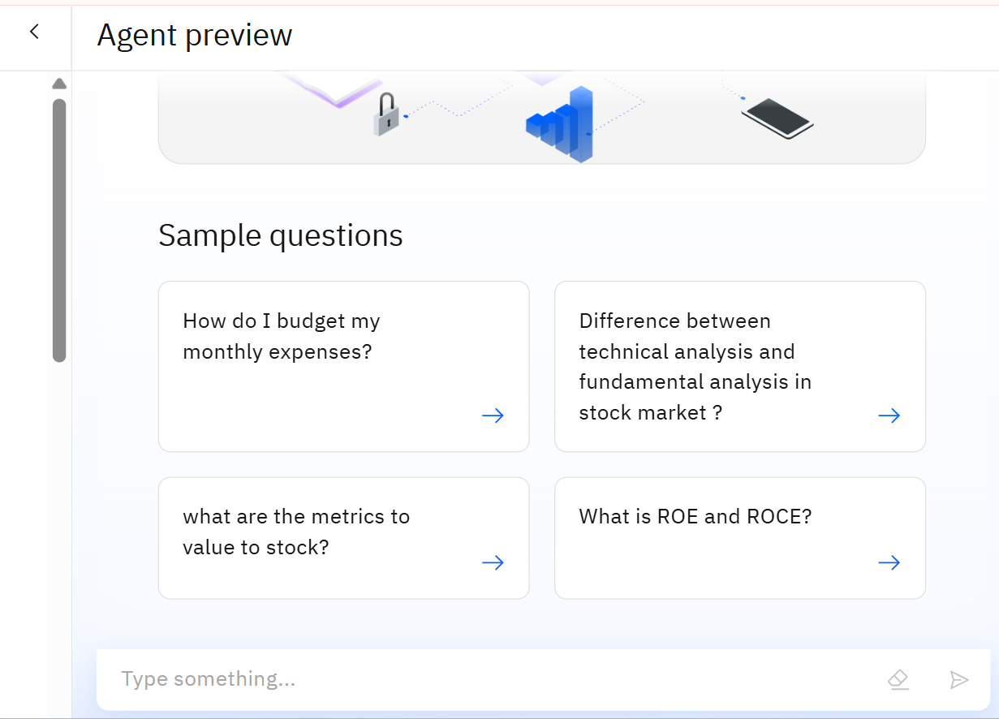 Agent preview
Sample questions
How do I budget my
monthly expenses?
Difference between
technical analysis and
fundamental analysis in
stock market ?
what are the metrics to
value to stock?
What is ROE and ROCE?
Type something...